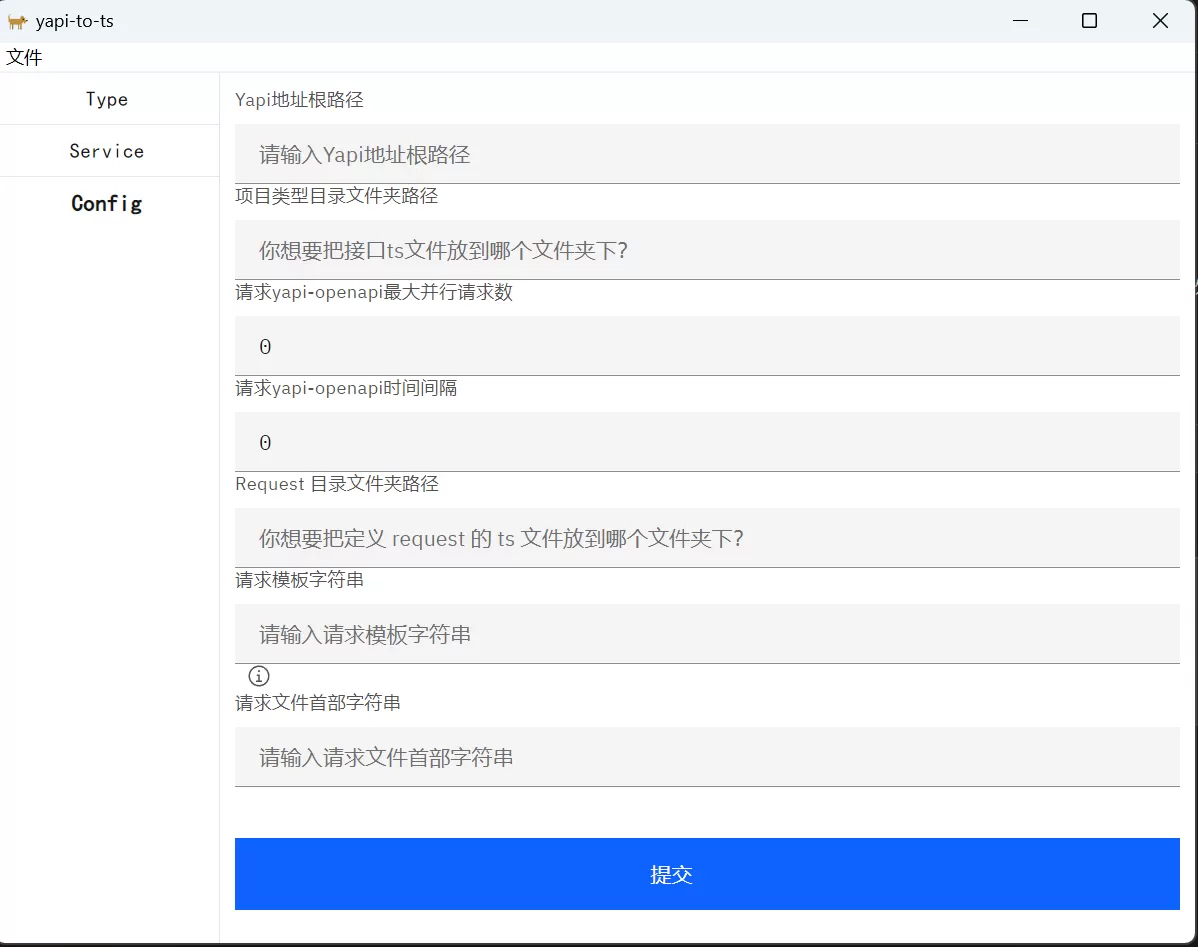 yapi-to-ts
文件
Type
Service
Config
Yapi地址根路径
请输入Yapi地址根路径
项目类型目录文件夹路径
你想要把接口ts文件放到哪个文件夹下?
请求yapi-openapi最大并行请求数
0
请求yapi-openapi时间间隔
0
Request 目录文件夹路径
你想要把定义 request 的 ts 文件放到哪个文件夹下?
请求模板字符串
请输入请求模板字符串
请求文件首部字符串
请输入请求文件首部字符串
提交